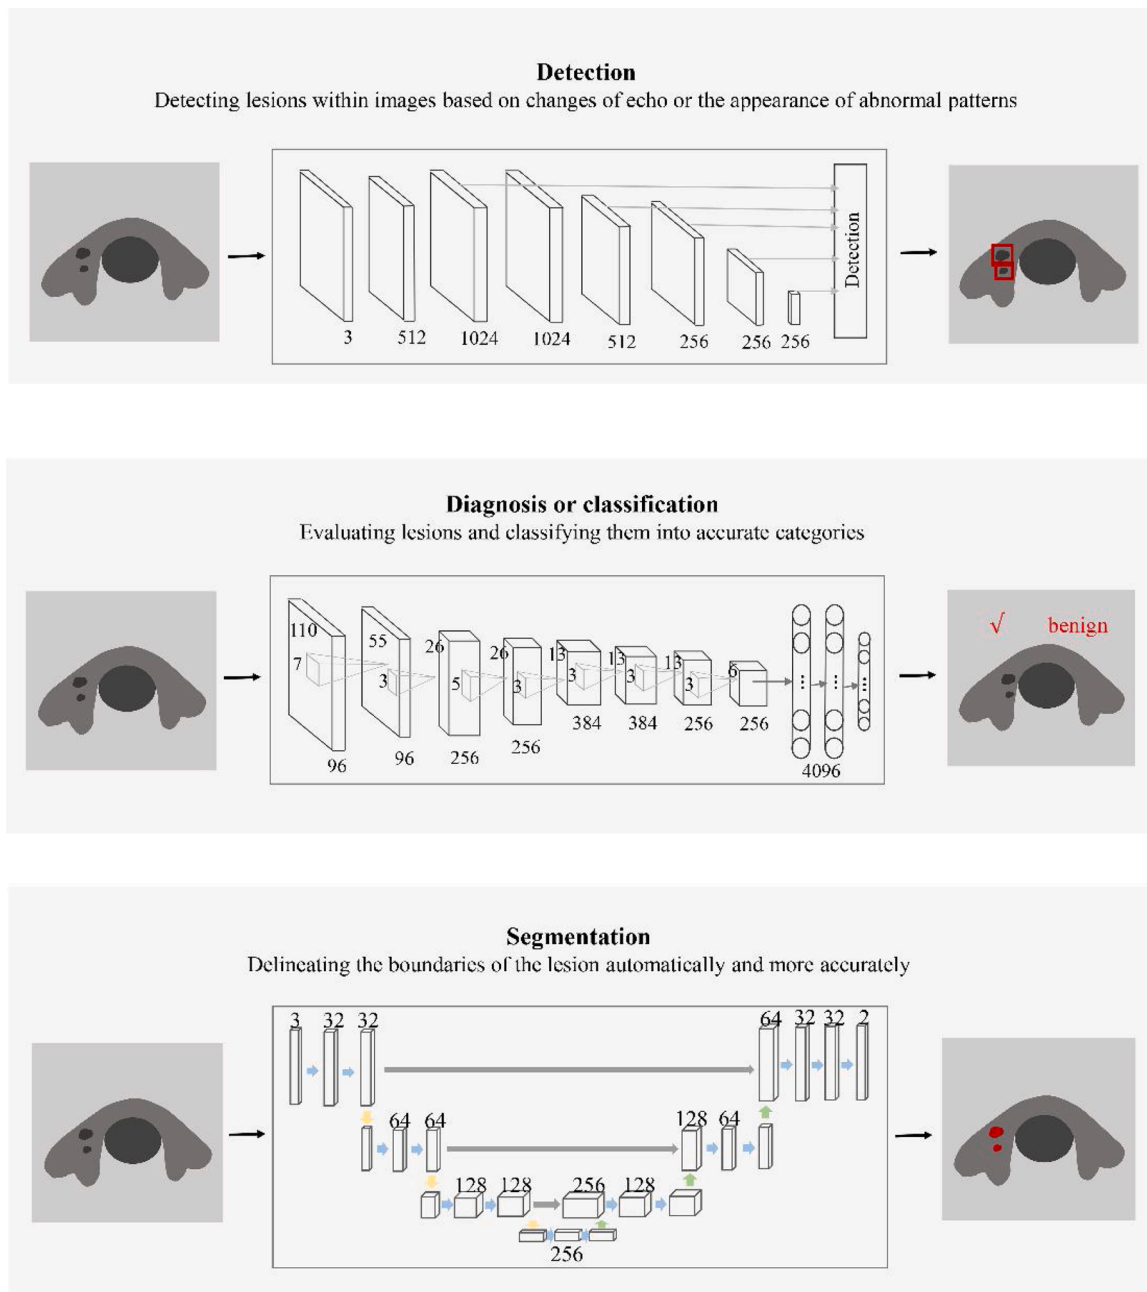 Detection
Detecting lesions within images based on changes of echo or the appearance of abnormal patterns
Detection
3 512 1024 1024 512 256 256 256
Diagnosis or classification
Evaluating lesions and classifying them into accurate categories
√ benign
110 55 26 26 13 13 13 6
7 3 5 3 3 3 3
96 96 256 256 384 384 256 256 4096
Segmentation
Delineating the boundaries of the lesion automatically and more accurately
3 32 32 64 32 32 2
64 64 128 64
128 128 256 128
256